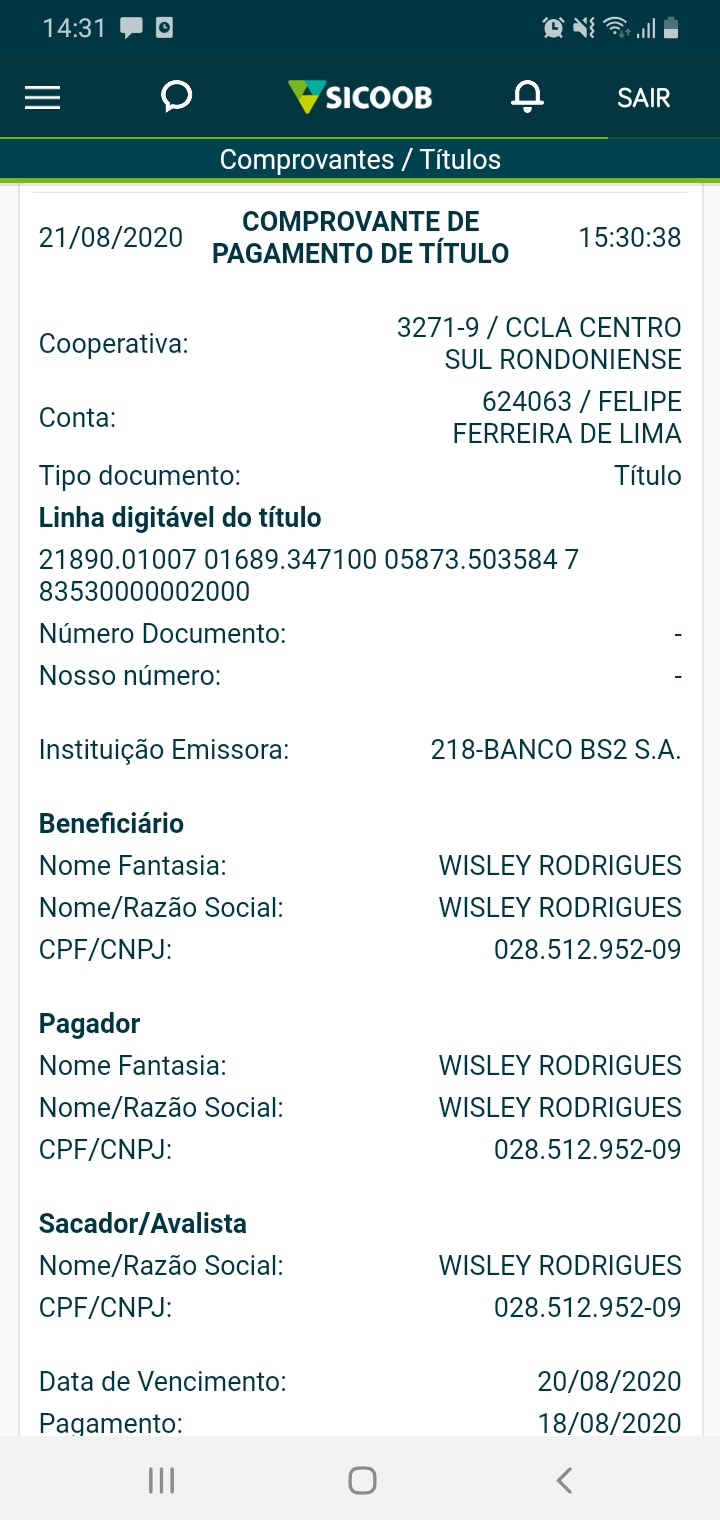 14:31
SICOOB
SAIR
Comprovantes / Títulos
21/08/2020
COMPROVANTE DE
PAGAMENTO DE TÍTULO
15:30:38
Cooperativa:
3271-9 / CCLA CENTRO
SUL RONDONIENSE
Conta:
624063 / FELIPE
FERREIRA DE LIMA
Tipo documento: Título
Linha digitável do título
21890.01007 01689.347100 05873.503584 7
83530000002000
Número Documento: -
Nosso número: -
Instituição Emissora: 218-BANCO BS2 S.A.
Beneficiário
Nome Fantasia: WISLEY RODRIGUES
Nome/Razão Social: WISLEY RODRIGUES
CPF/CNPJ: 028.512.952-09
Pagador
Nome Fantasia: WISLEY RODRIGUES
Nome/Razão Social: WISLEY RODRIGUES
CPF/CNPJ: 028.512.952-09
Sacador/Avalista
Nome/Razão Social: WISLEY RODRIGUES
CPF/CNPJ: 028.512.952-09
Data de Vencimento: 20/08/2020
Pagamento: 18/08/2020